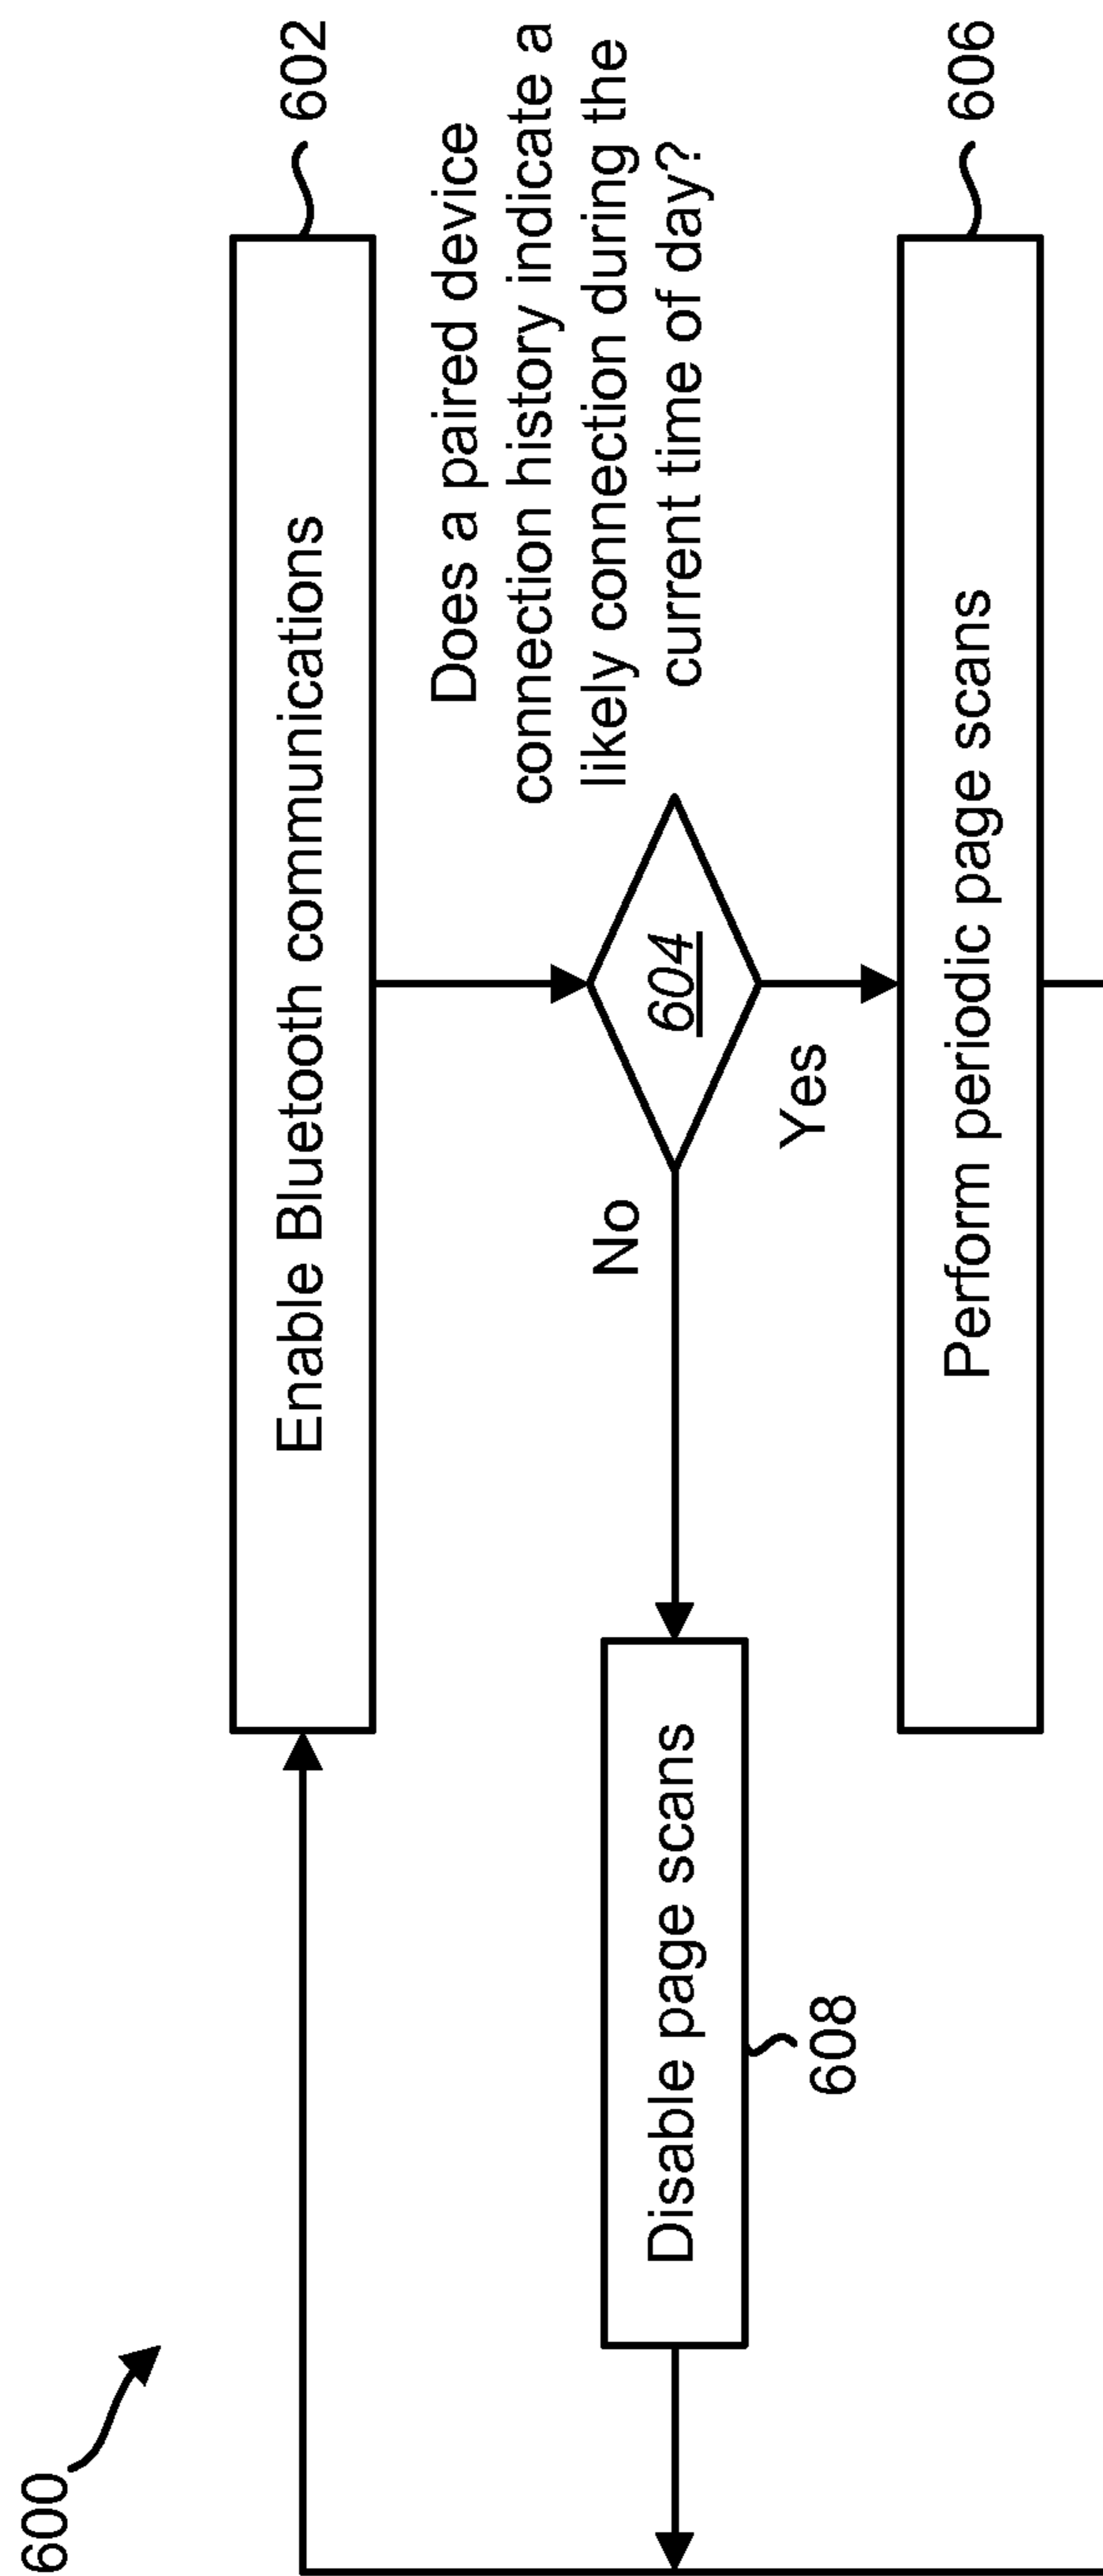 600
Enable Bluetooth communications
602
Does a paired device
connection history indicate a
likely connection during the
current time of day?
604
No
Yes
Disable page scans
608
Perform periodic page scans
606